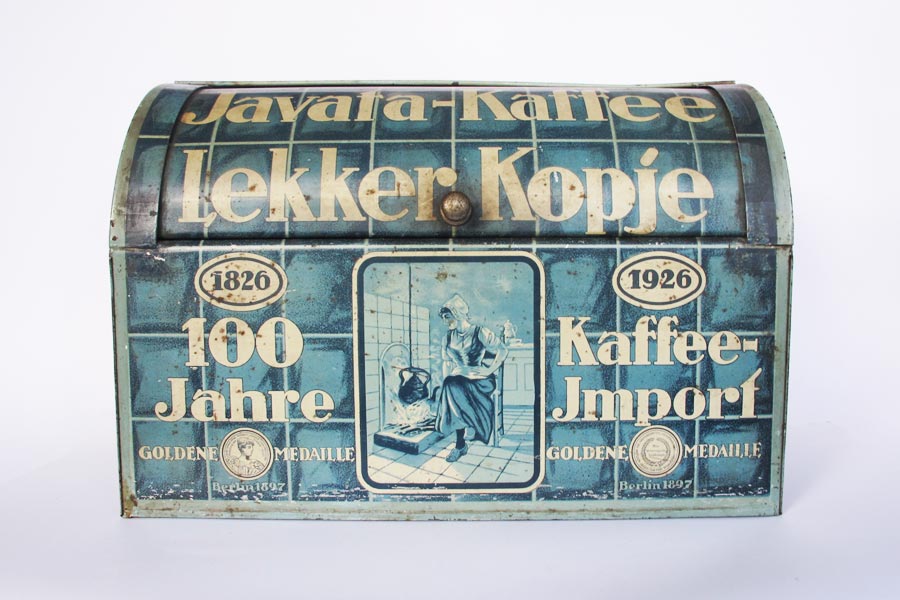 Javafa-Kaffee
Lekker Kopje
1826
100
Jahre
GOLDENE MEDAILLE
Berlin 1897
1926
Kaffee-
Jmport
GOLDENE MEDAILLE
Berlin 1897